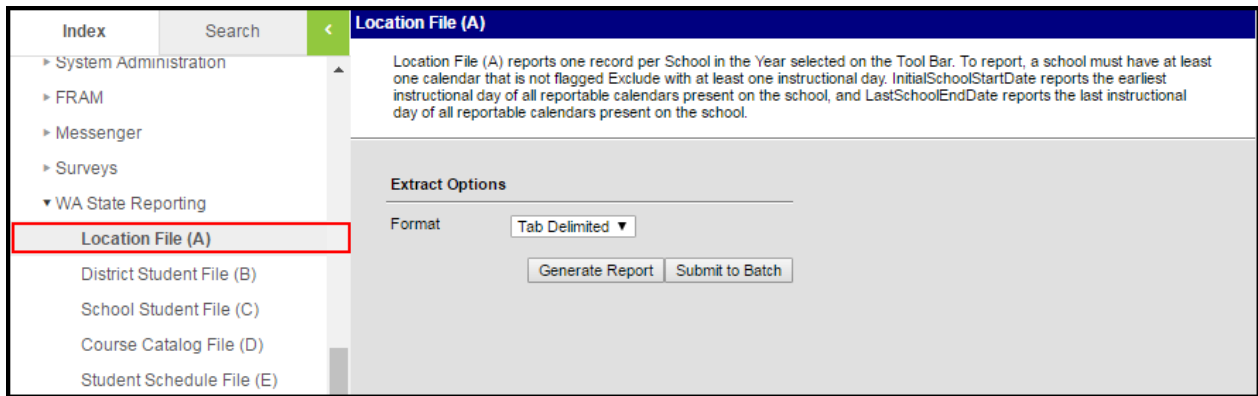 Index
Search
System Administration
FRAM
Messenger
Surveys
WA State Reporting
Location File (A)
District Student File (B)
School Student File (C)
Course Catalog File (D)
Student Schedule File (E)
Location File (A)
Location File (A) reports one record per School in the Year selected on the Tool Bar. To report, a school must have at least
one calendar that is not flagged Exclude with at least one instructional day. InitialSchoolStartDate reports the earliest
instructional day of all reportable calendars present on the school, and LastSchoolEndDate reports the last instructional
day of all reportable calendars present on the school.
Extract Options
Format
Tab Delimited
Generate Report
Submit to Batch